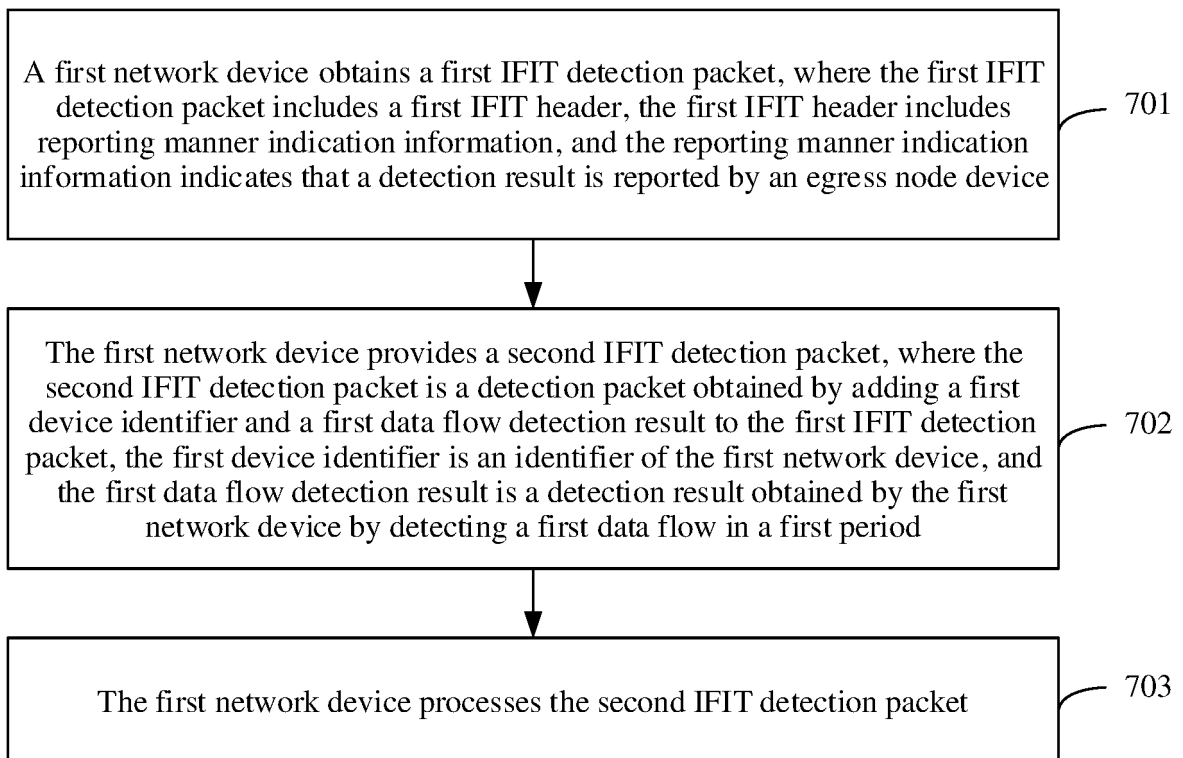 A first network device obtains a first IFIT detection packet, where the first IFIT
detection packet includes a first IFIT header, the first IFIT header includes
reporting manner indication information, and the reporting manner indication
information indicates that a detection result is reported by an egress node device
701
The first network device provides a second IFIT detection packet, where the
second IFIT detection packet is a detection packet obtained by adding a first
device identifier and a first data flow detection result to the first IFIT detection
packet, the first device identifier is an identifier of the first network device, and
the first data flow detection result is a detection result obtained by the first
network device by detecting a first data flow in a first period
702
The first network device processes the second IFIT detection packet
703